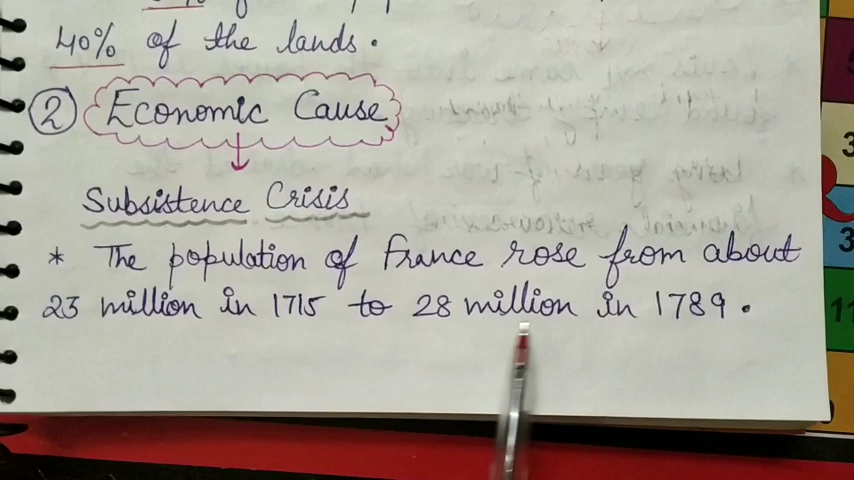 40% of the lands.
2 Economic Cause
Subsistence Crisis
* The population of France rose from about
23 million in 1715 to 28 million in 1789.